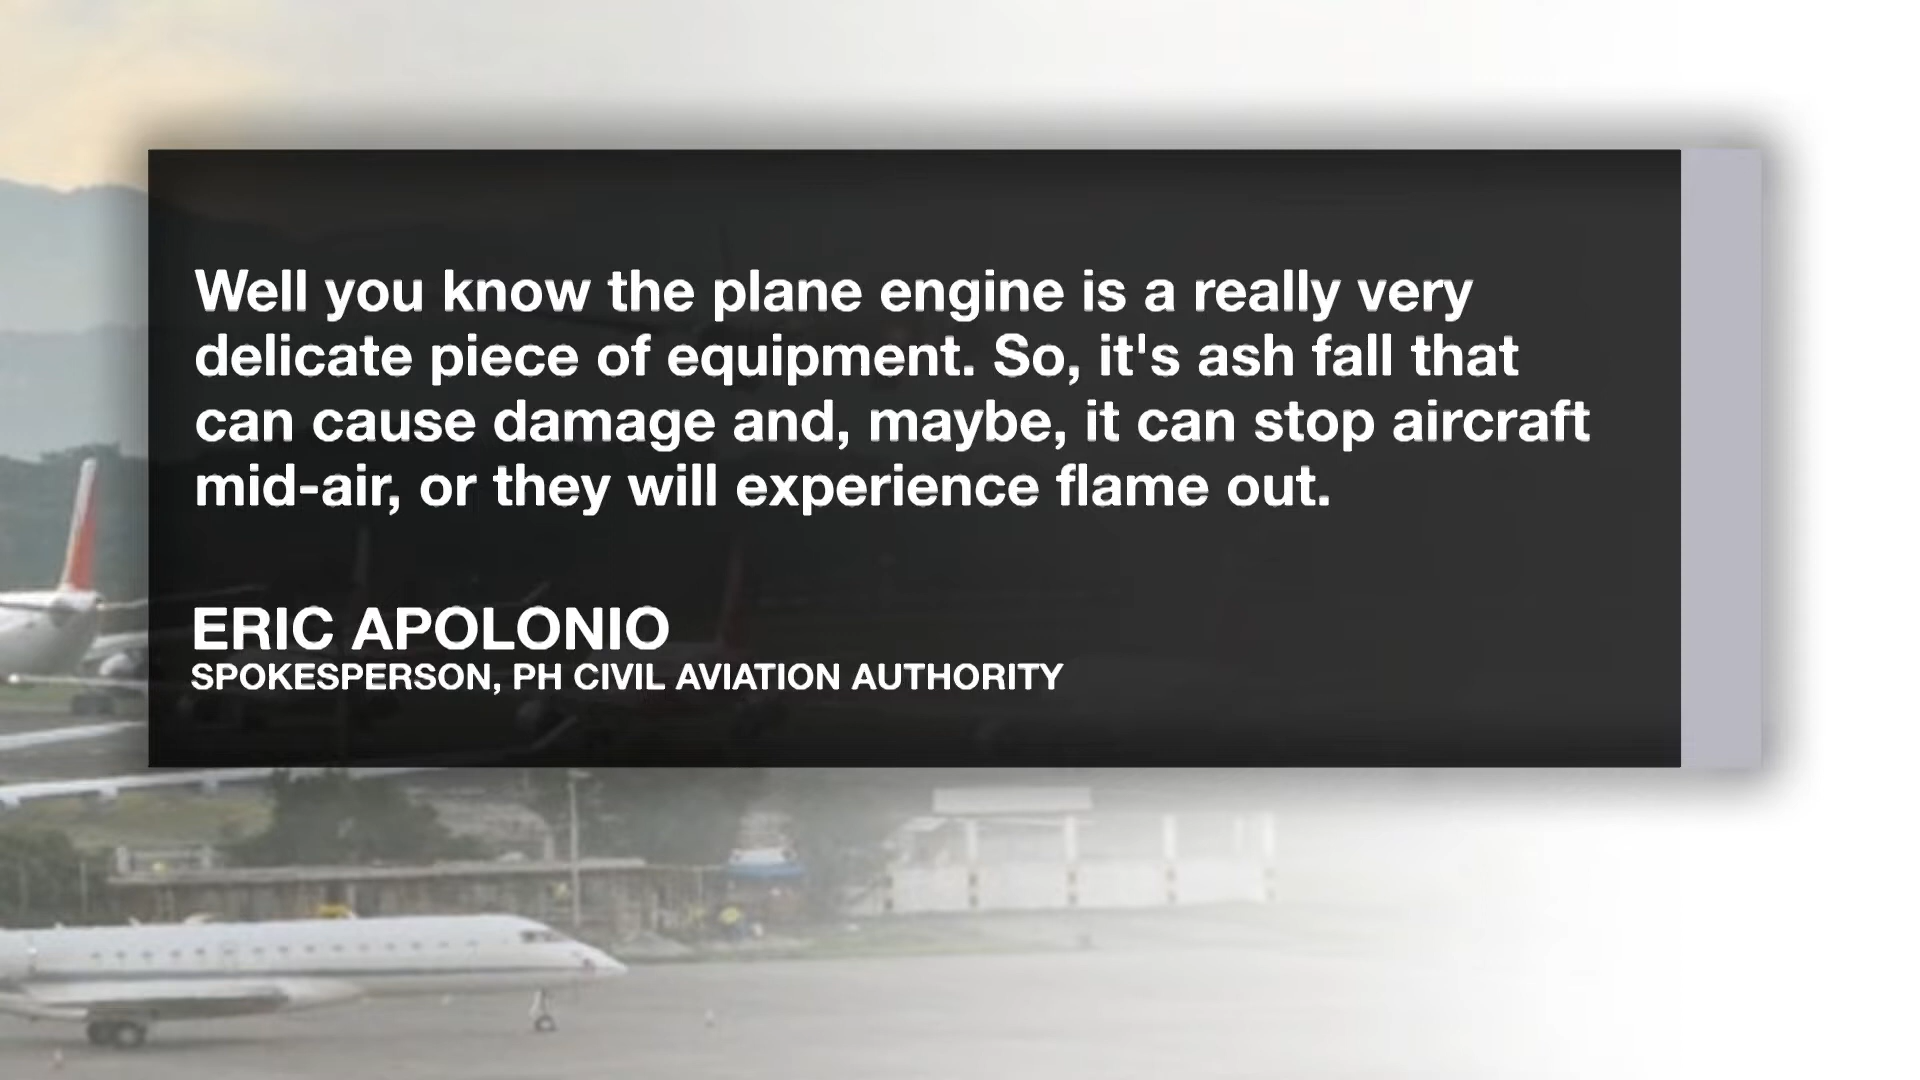 Well you know the plane engine is a really very
delicate piece of equipment. So, it's ash fall that
can cause damage and, maybe, it can stop aircraft
mid-air, or they will experience flame out.
ERIC APOLONIO
SPOKESPERSON, PH CIVIL AVIATION AUTHORITY